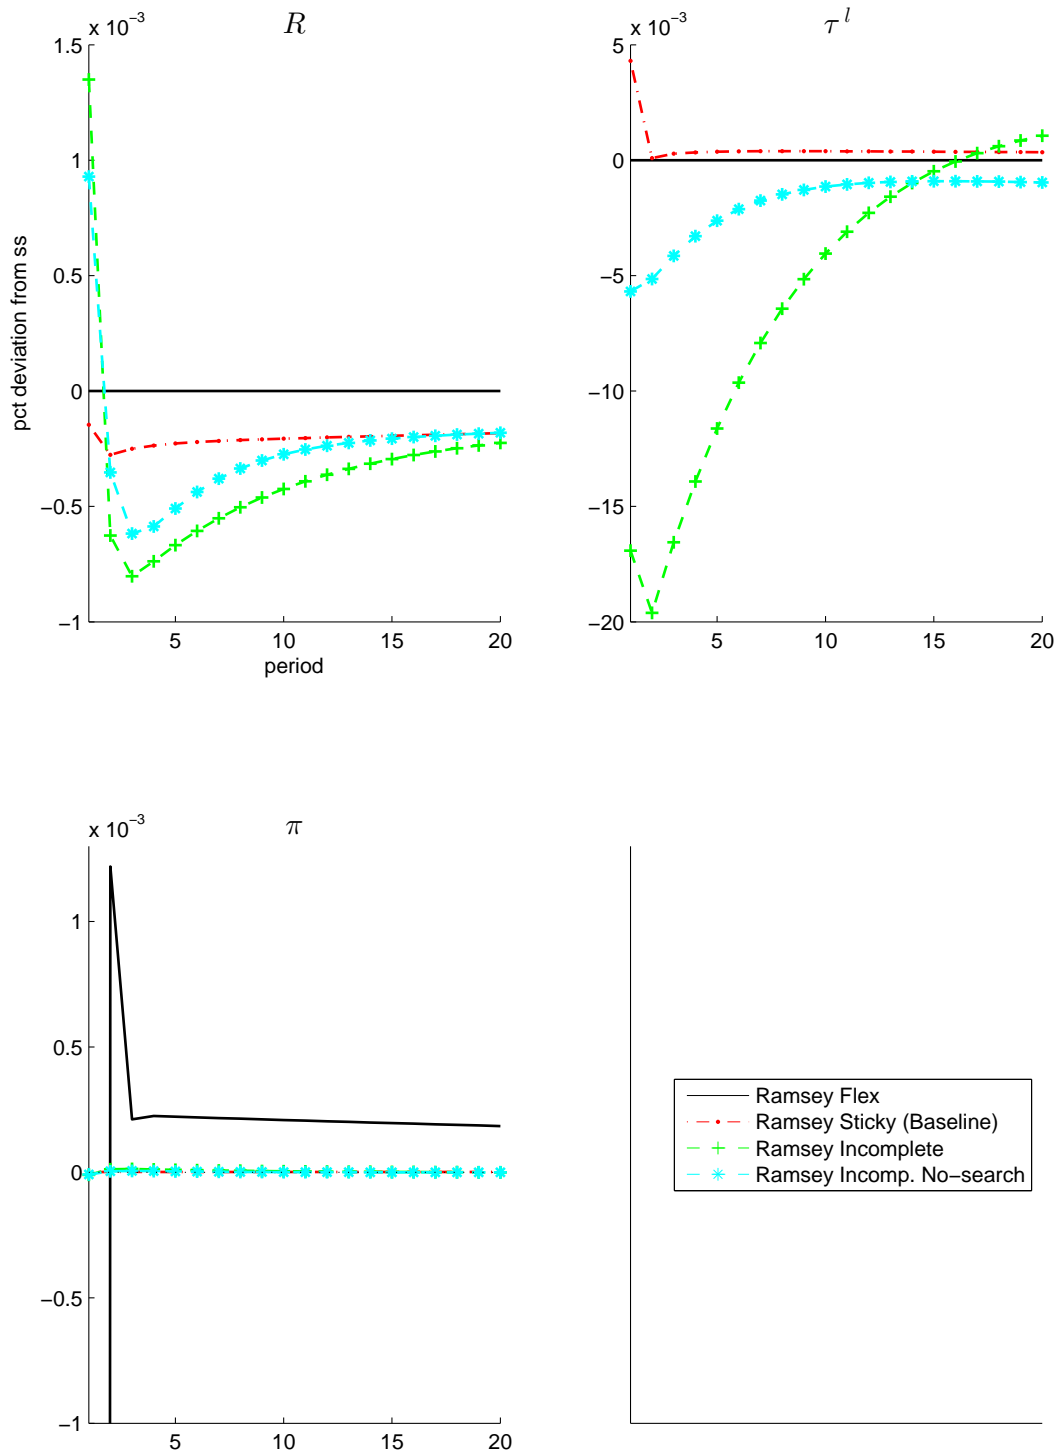 R
x 10−3
1.5
1
0.5
0
−0.5
−1
5
10
15
20
period
pct deviation from ss
τ l
x 10−3
5
0
−5
−10
−15
−20
5
10
15
20
π
x 10−3
1
0.5
0
−0.5
−1
5
10
15
20
Ramsey Flex
Ramsey Sticky (Baseline)
Ramsey Incomplete
Ramsey Incomp. No−search